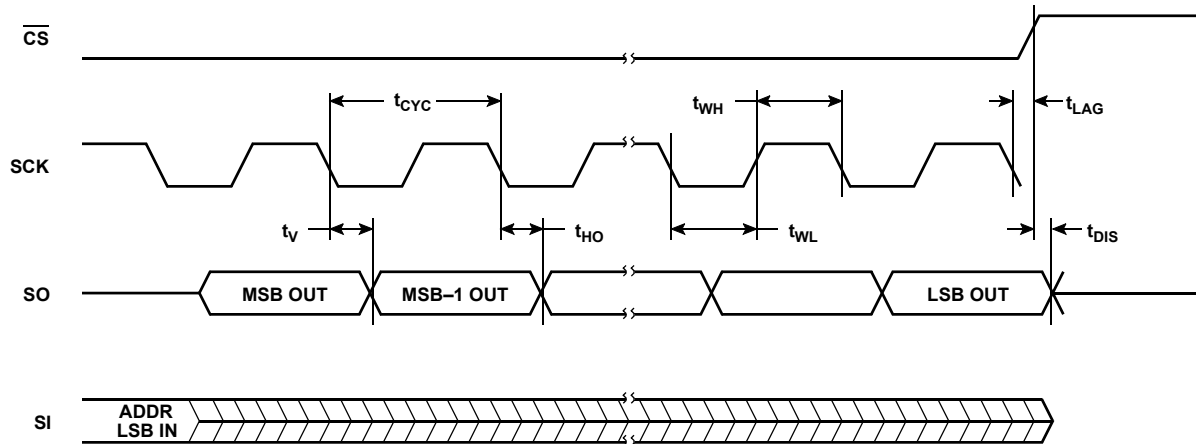 CS
tCYC
tWH
tLAG
SCK
tV
tHO
tWL
tDIS
SO
MSB OUT
MSB–1 OUT
LSB OUT
SI
ADDR
LSB IN